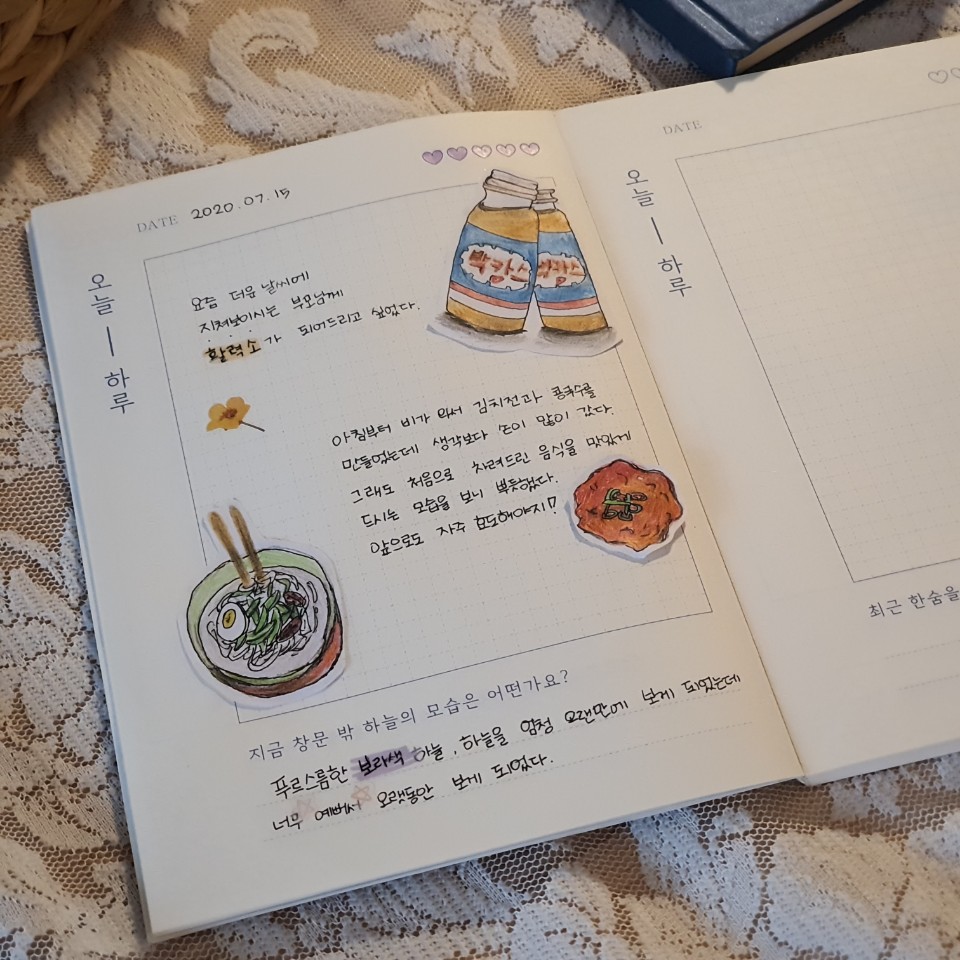 DATE 2020.07.15
오늘 — 하루
박카스
박카스
요즘 더운 날씨에
지쳐보이시는 부모님께
활력소가 되어드리고 싶었다.
아침부터 비가 와서 김치전과 콩국수를
만들었는데 생각보다 손이 많이 갔다.
그래도 처음으로 차려드린 음식을 맛있게
드시는 모습을 보니 뿌듯했다.
앞으로도 자주 효도해야지!
지금 창문 밖 하늘의 모습은 어떤가요?
푸르스름한 보라색 하늘, 하늘을 엄청 오랜만에 보게 되었는데
너무 예뻐서 오랫동안 보게 되었다.
DATE
오늘 — 하루
최근 한숨을